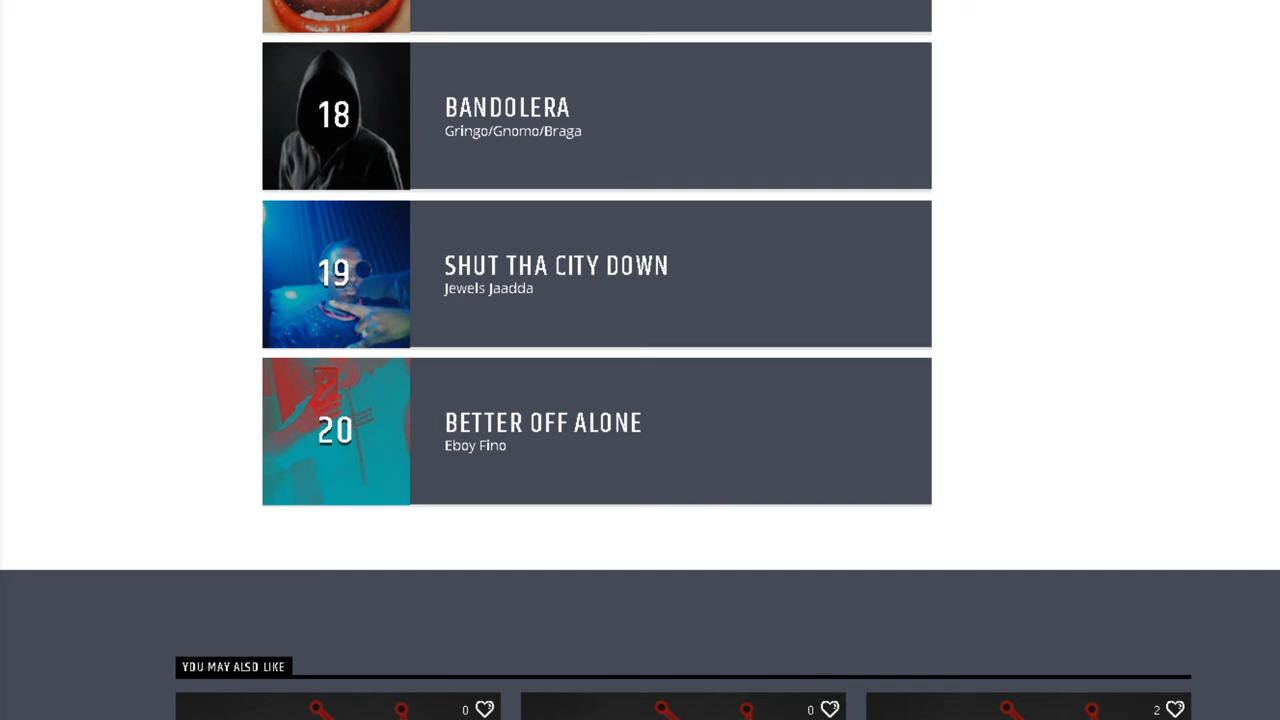 18
BANDOLERA
Gringo/Gnomo/Braga
19
SHUT THA CITY DOWN
Jewels Jaadda
20
BETTER OFF ALONE
Eboy Fino
YOU MAY ALSO LIKE
0
0
2